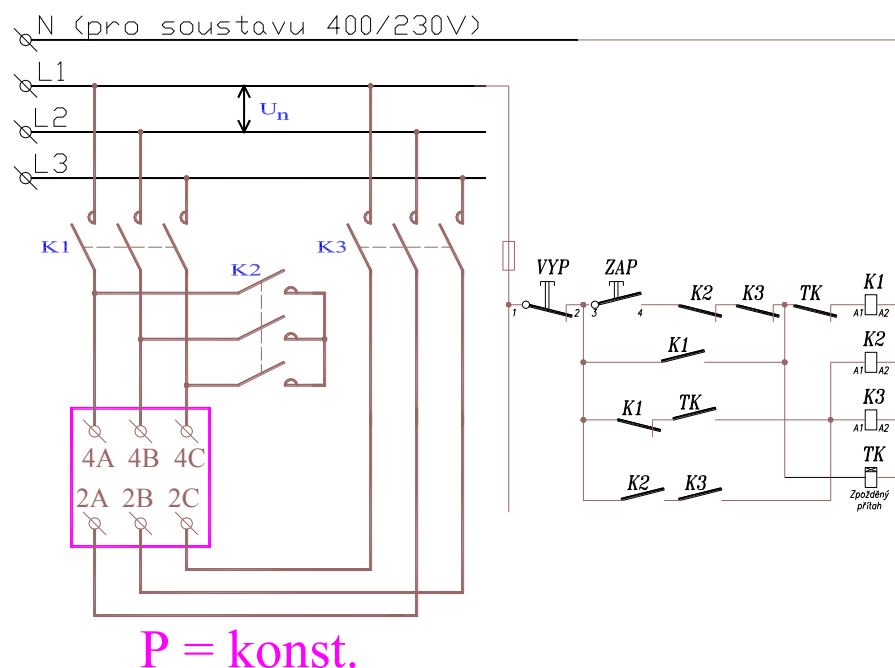 N (pro soustavu 400/230V)
L1
Un
L2
L3
K1
K3
K2
VYP
ZAP
K2
K3
TK
K1
1
2
3
4
A1
A2
K1
K2
A1
A2
K1
TK
K3
A1
A2
K2
K3
TK
Zpožděný
přítah
4A 4B 4C
2A 2B 2C
P = konst.